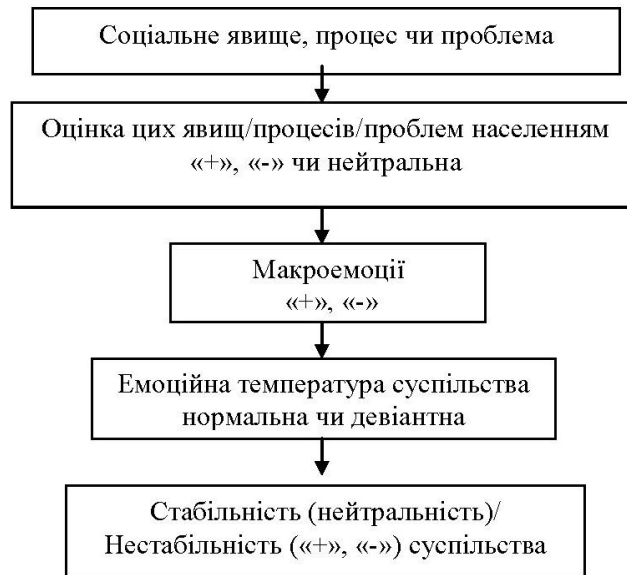 Соціальне явище, процес чи проблема
Оцінка цих явищ/процесів/проблем населенням
«+», «-» чи нейтральна
Макроемоції
«+», «-»
Емоційна температура суспільства
нормальна чи девіантна
Стабільність (нейтральність)/
Нестабільність («+», «-») суспільства